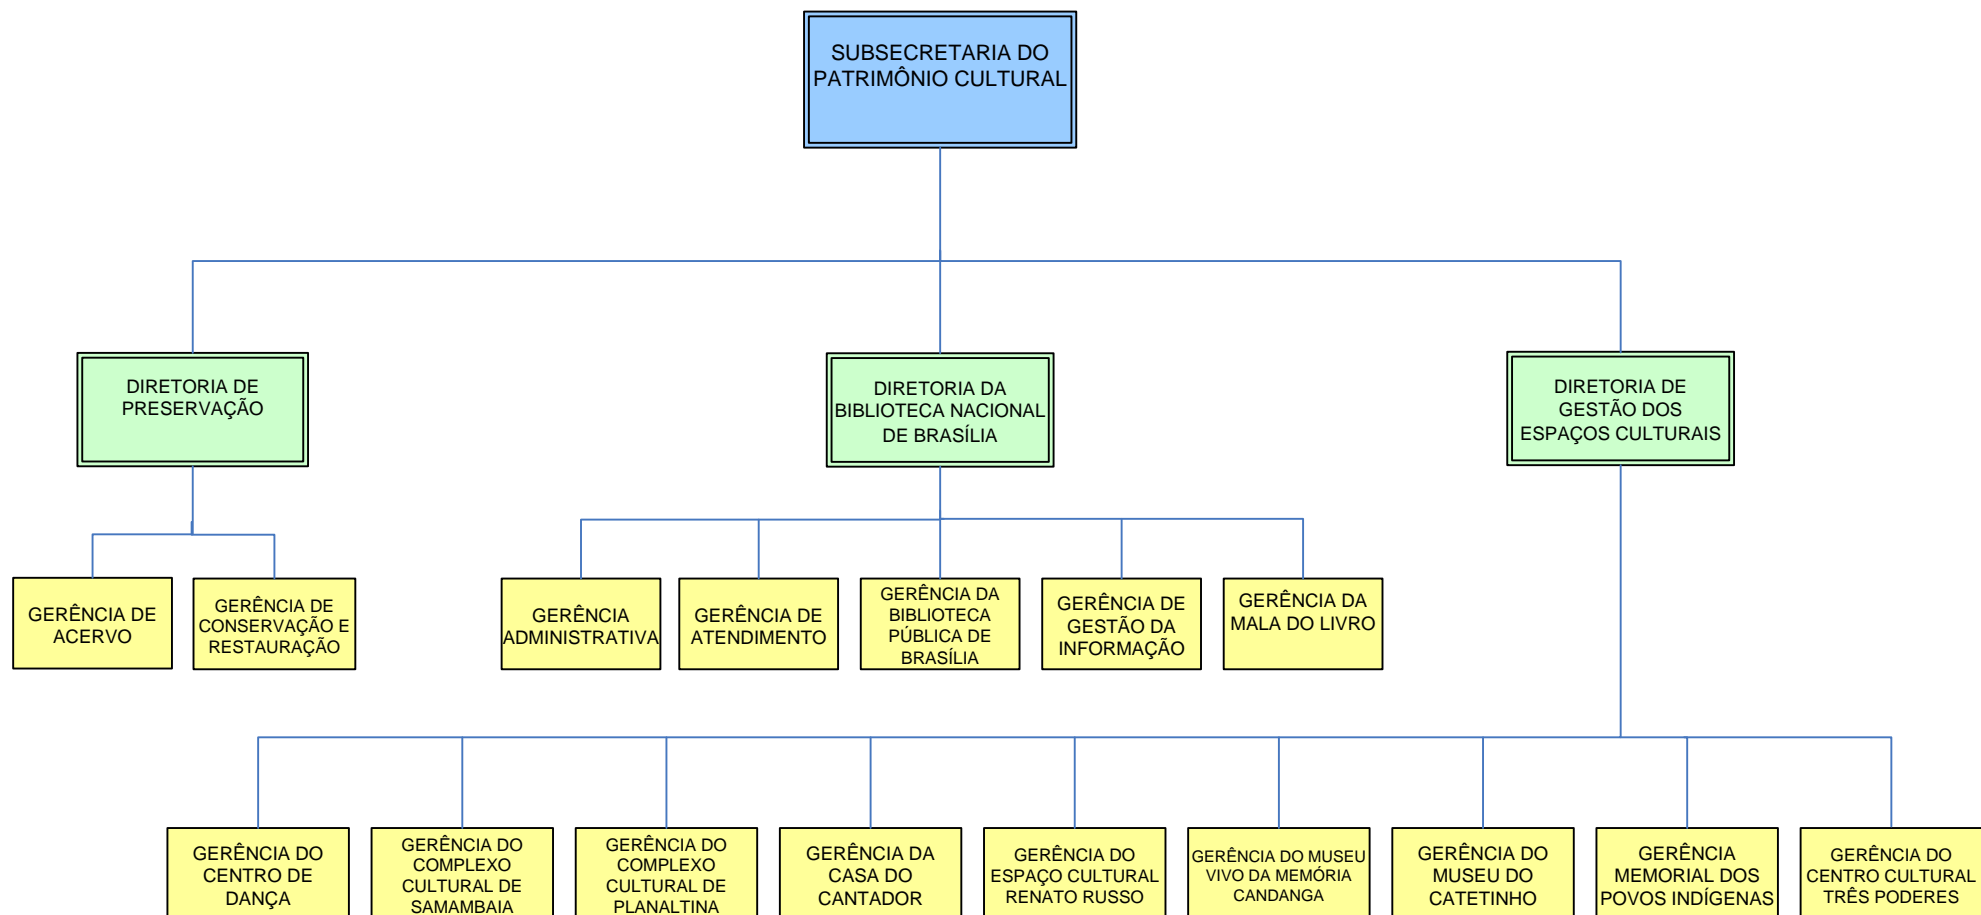 SUBSECRETARIA DO
PATRIMÔNIO CULTURAL
DIRETORIA DE
PRESERVAÇÃO
DIRETORIA DA
BIBLIOTECA NACIONAL
DE BRASÍLIA
DIRETORIA DE
GESTÃO DOS
ESPAÇOS CULTURAIS
GERÊNCIA DE
ACERVO
GERÊNCIA DE
CONSERVAÇÃO E
RESTAURAÇÃO
GERÊNCIA
ADMINISTRATIVA
GERÊNCIA DE
ATENDIMENTO
GERÊNCIA DA
BIBLIOTECA
PÚBLICA DE
BRASÍLIA
GERÊNCIA DE
GESTÃO DA
INFORMAÇÃO
GERÊNCIA DA
MALA DO LIVRO
GERÊNCIA DO
CENTRO DE
DANÇA
GERÊNCIA DO
COMPLEXO
CULTURAL DE
SAMAMBAIA
GERÊNCIA DO
COMPLEXO
CULTURAL DE
PLANALTINA
GERÊNCIA DA
CASA DO
CANTADOR
GERÊNCIA DO
ESPAÇO CULTURAL
RENATO RUSSO
GERÊNCIA DO MUSEU
VIVO DA MEMÓRIA
CANDANGA
GERÊNCIA DO
MUSEU DO
CATETINHO
GERÊNCIA
MEMORIAL DOS
POVOS INDÍGENAS
GERÊNCIA DO
CENTRO CULTURAL
TRÊS PODERES